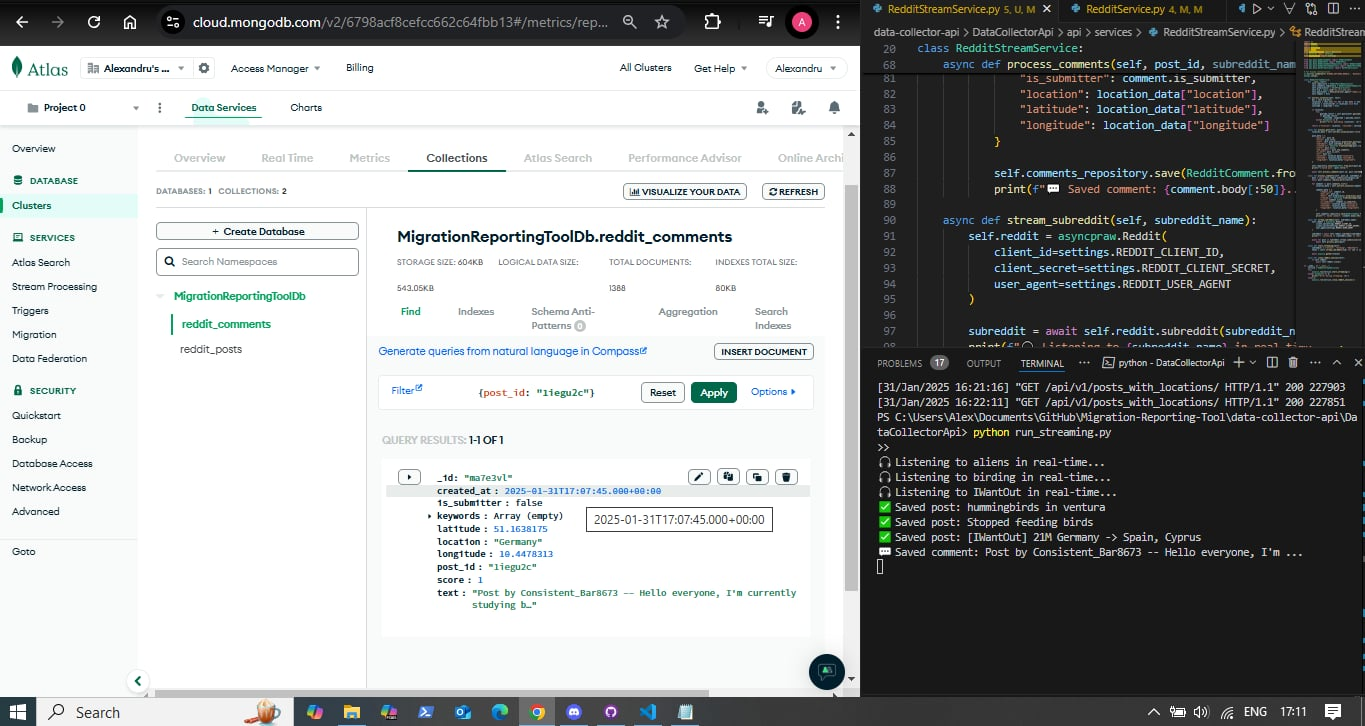 cloud.mongodb.com/v2/6798acf8cefcc662c64fbb13#/metrics/rep...
A
Atlas
Alexandru's ...
Access Manager
Billing
All Clusters
Get Help
Alexandru
Project 0
Data Services
Charts
Overview
DATABASE
Clusters
SERVICES
Atlas Search
Stream Processing
Triggers
Migration
Data Federation
SECURITY
Quickstart
Backup
Database Access
Network Access
Advanced
Goto
Overview
Real Time
Metrics
Collections
Atlas Search
Performance Advisor
Online Archi
DATABASES: 1 COLLECTIONS: 2
VISUALIZE YOUR DATA
REFRESH
+ Create Database
Search Namespaces
MigrationReportingToolDb
reddit_comments
reddit_posts
MigrationReportingToolDb.reddit_comments
STORAGE SIZE: 604KB
LOGICAL DATA SIZE:
543.05KB
TOTAL DOCUMENTS:
1388
INDEXES TOTAL SIZE:
80KB
Find
Indexes
Schema Anti-
Patterns 0
Aggregation
Search
Indexes
Generate queries from natural language in Compass
INSERT DOCUMENT
Filter
{post_id: "1iegu2c"}
Reset
Apply
Options
QUERY RESULTS: 1-1 OF 1
_id: "ma7e3vl"
created_at : 2025-01-31T17:07:45.000+00:00
is_submitter : false
keywords : Array (empty)
2025-01-31T17:07:45.000+00:00
latitude : 51.1638175
location : "Germany"
longitude : 10.4478313
post_id : "1iegu2c"
score : 1
text : "Post by Consistent_Bar8673 -- Hello everyone, I'm currently
studying b…"
RedditStreamService.py 5, U, M
RedditService.py 4, M, M
data-collector-api > DataCollectorApi > api > services > RedditStreamService.py > RedditStream
20 class RedditStreamService:
68 async def process_comments(self, post_id, subreddit_name
81 "is_submitter": comment.is_submitter,
82 "location": location_data["location"],
83 "latitude": location_data["latitude"],
84 "longitude": location_data["longitude"]
85 }
86
87 self.comments_repository.save(RedditComment.fro
88 print(f"💬 Saved comment: {comment.body[:50]}..
89
90 async def stream_subreddit(self, subreddit_name):
91 self.reddit = asyncpraw.Reddit(
92 client_id=settings.REDDIT_CLIENT_ID,
93 client_secret=settings.REDDIT_CLIENT_SECRET,
94 user_agent=settings.REDDIT_USER_AGENT
95 )
96
97 subreddit = await self.reddit.subreddit(subreddit_n
98 print(f"🎧 Listening to {subreddit_name} in real-time
PROBLEMS 17
OUTPUT
TERMINAL
python - DataCollectorApi
[31/Jan/2025 16:21:16] "GET /api/v1/posts_with_locations/ HTTP/1.1" 200 227903
[31/Jan/2025 16:22:11] "GET /api/v1/posts_with_locations/ HTTP/1.1" 200 227851
PS C:\Users\Alex\Documents\GitHub\Migration-Reporting-Tool\data-collector-api\Da
taCollectorApi> python run_streaming.py
>>
🎧 Listening to aliens in real-time...
🎧 Listening to birding in real-time...
🎧 Listening to IWantOut in real-time...
✅ Saved post: hummingbirds in ventura
✅ Saved post: Stopped feeding birds
✅ Saved post: [IWantOut] 21M Germany -> Spain, Cyprus
💬 Saved comment: Post by Consistent_Bar8673 -- Hello everyone, I'm ...
Search
ENG
17:11